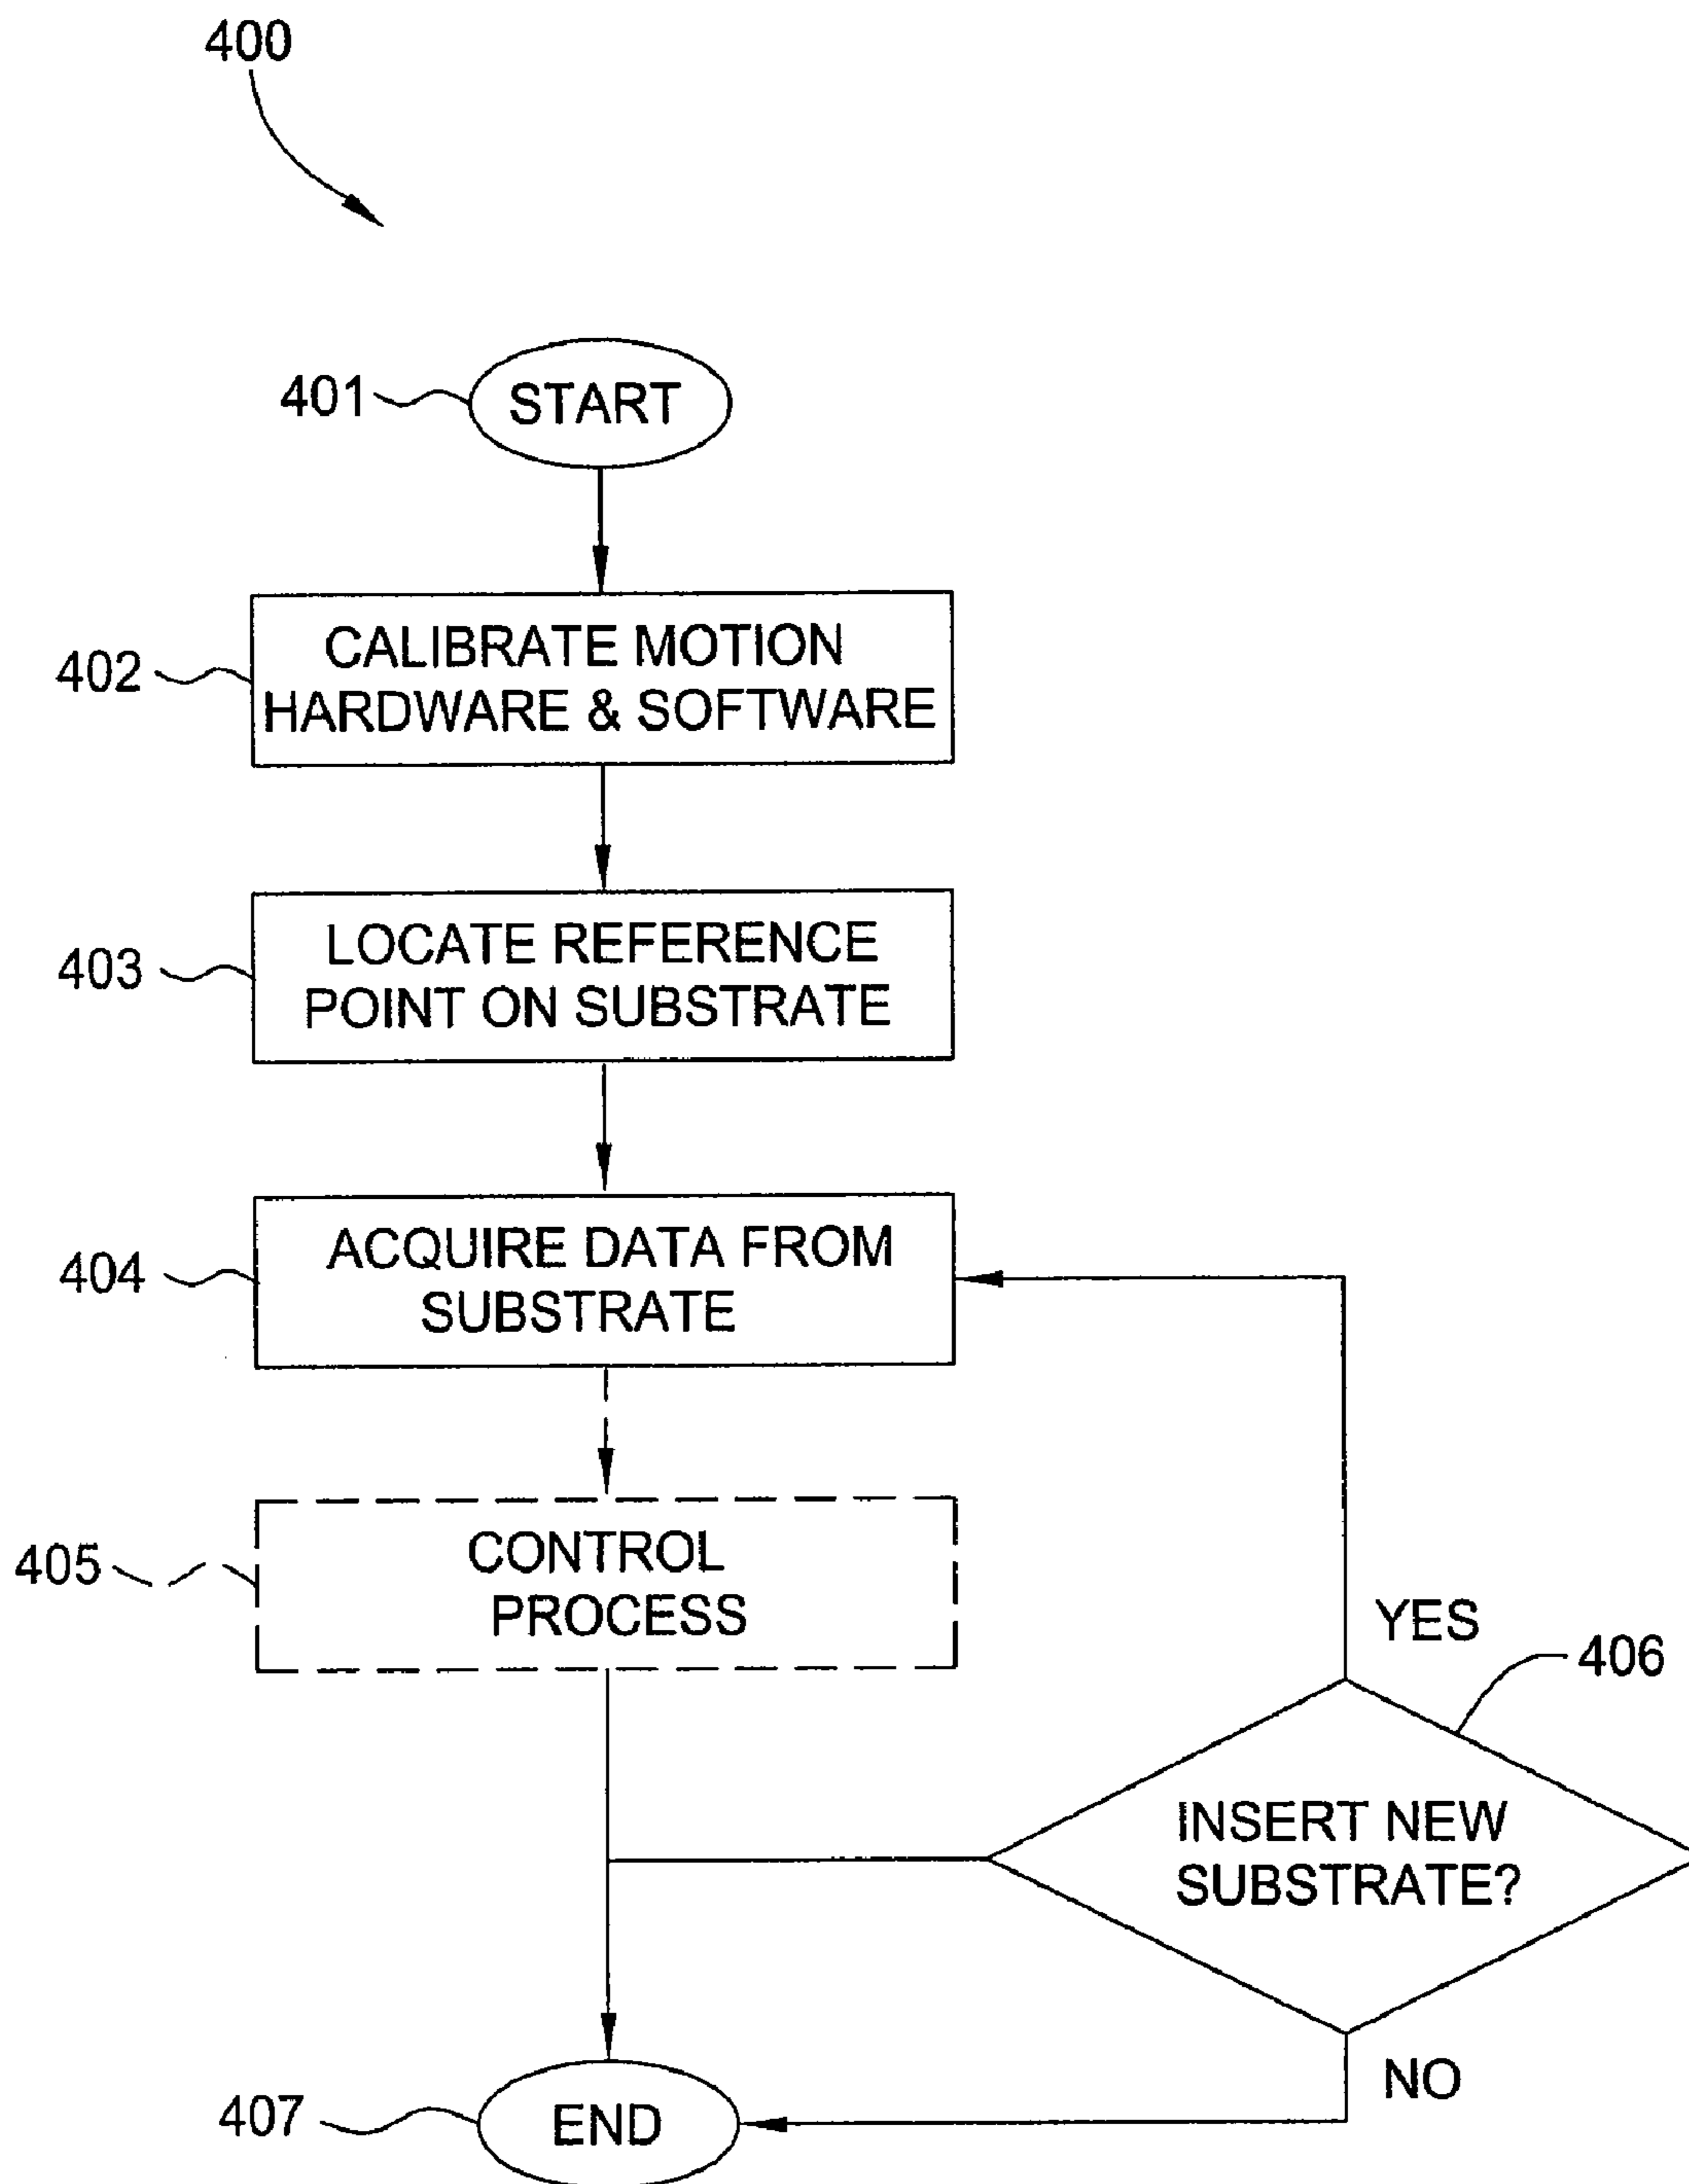 400
401
START
402
CALIBRATE MOTION
HARDWARE & SOFTWARE
403
LOCATE REFERENCE
POINT ON SUBSTRATE
404
ACQUIRE DATA FROM
SUBSTRATE
405
CONTROL
PROCESS
YES
406
INSERT NEW
SUBSTRATE?
NO
407
END